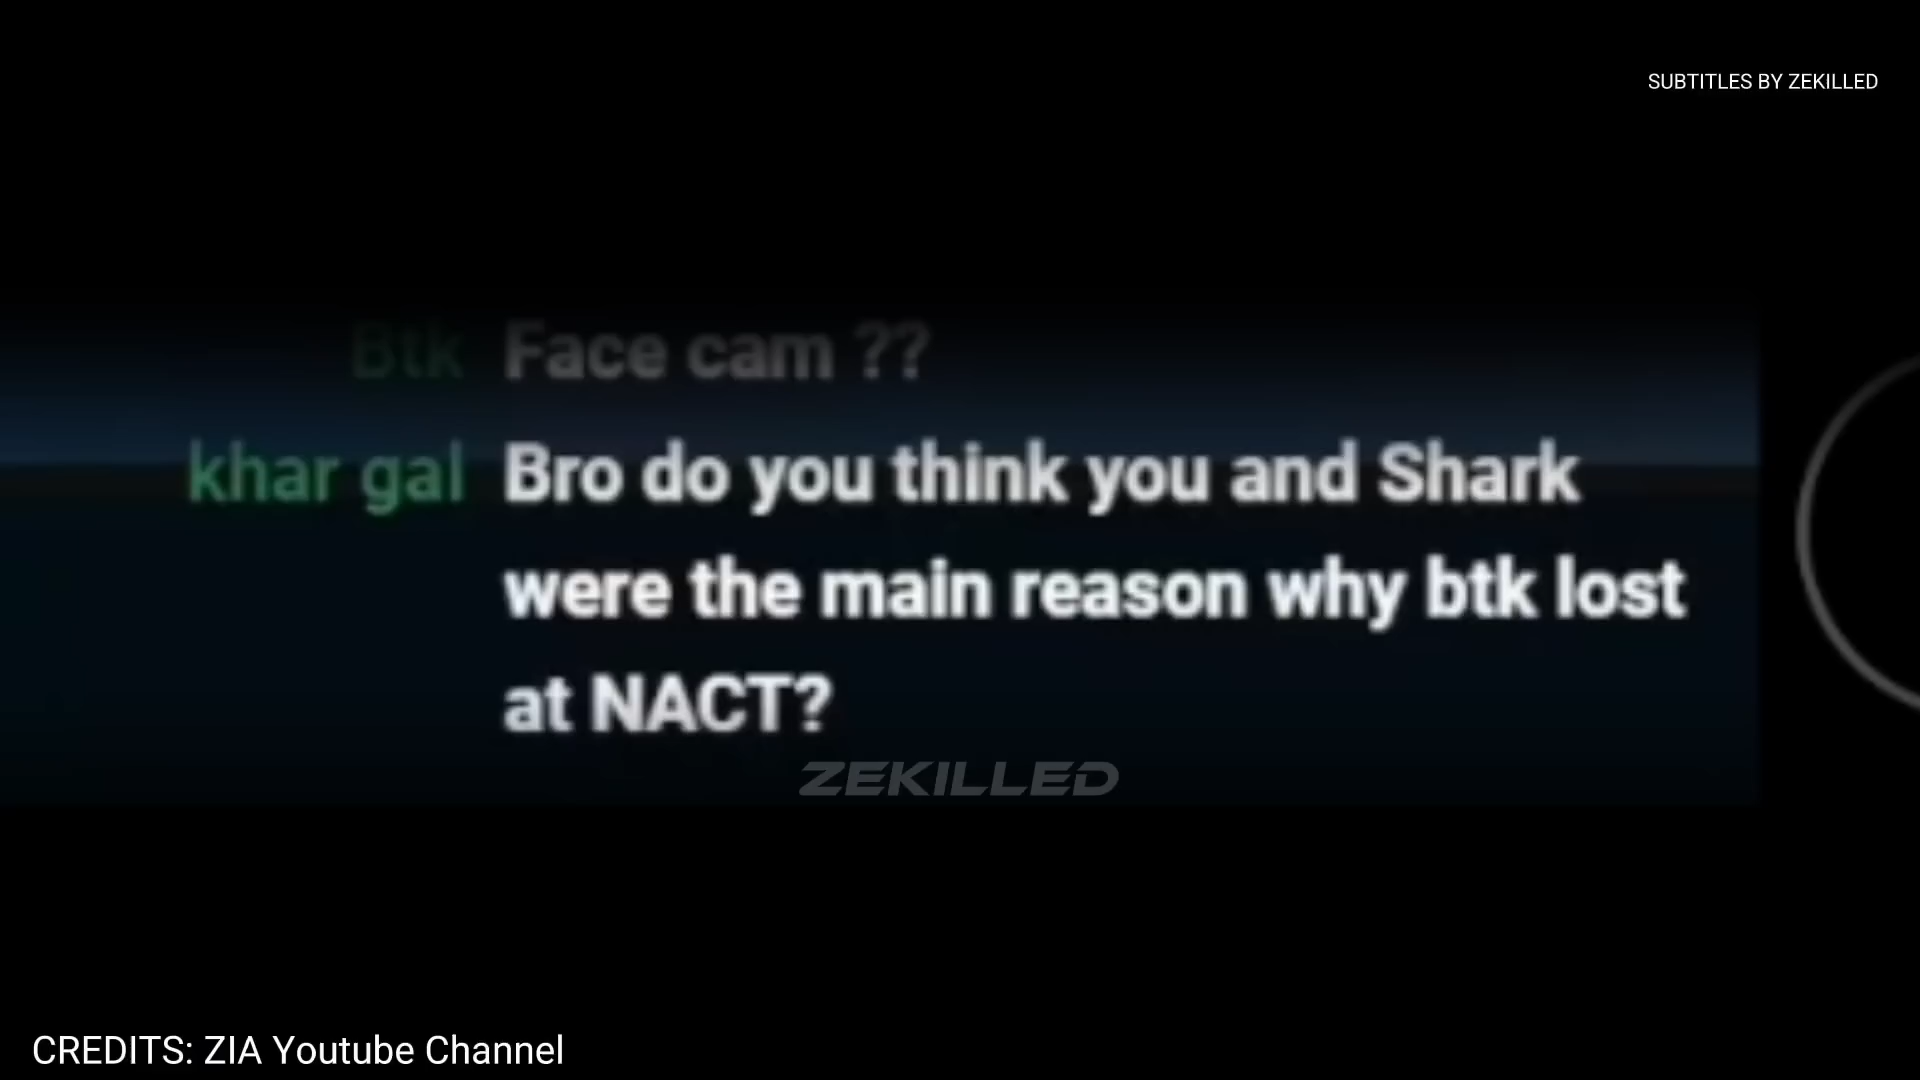 SUBTITLES BY ZEKILLED
Btk Face cam ??
khar gal Bro do you think you and Shark
were the main reason why btk lost
at NACT?
ZEKILLED
CREDITS: ZIA Youtube Channel